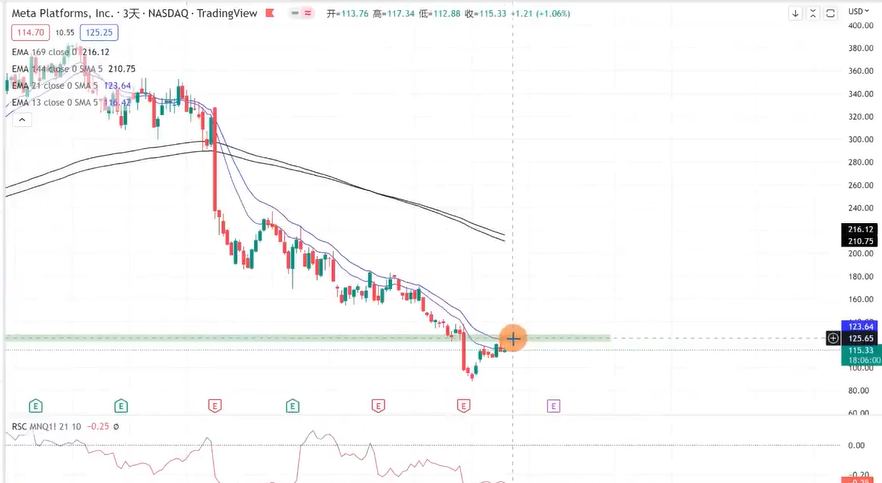 Meta Platforms, Inc. · 3天 · NASDAQ · TradingView 开=113.76 高=117.34 低=112.88 收=115.33 +1.21 (+1.06%)
USD
114.70 10.55 125.25
EMA 169 close 0 216.12
EMA 144 close 0 SMA 5 210.75
EMA 21 close 0 SMA 5 123.64
EMA 13 close 0 SMA 5 116.42
400.00
380.00
360.00
340.00
320.00
300.00
280.00
260.00
240.00
216.12
210.75
200.00
180.00
160.00
140.00
123.64
125.65
115.33
18:06:00
100.00
80.00
60.00
E E E E E E E
RSC MNQ1! 21 10 -0.25 ø
0.00
-0.20